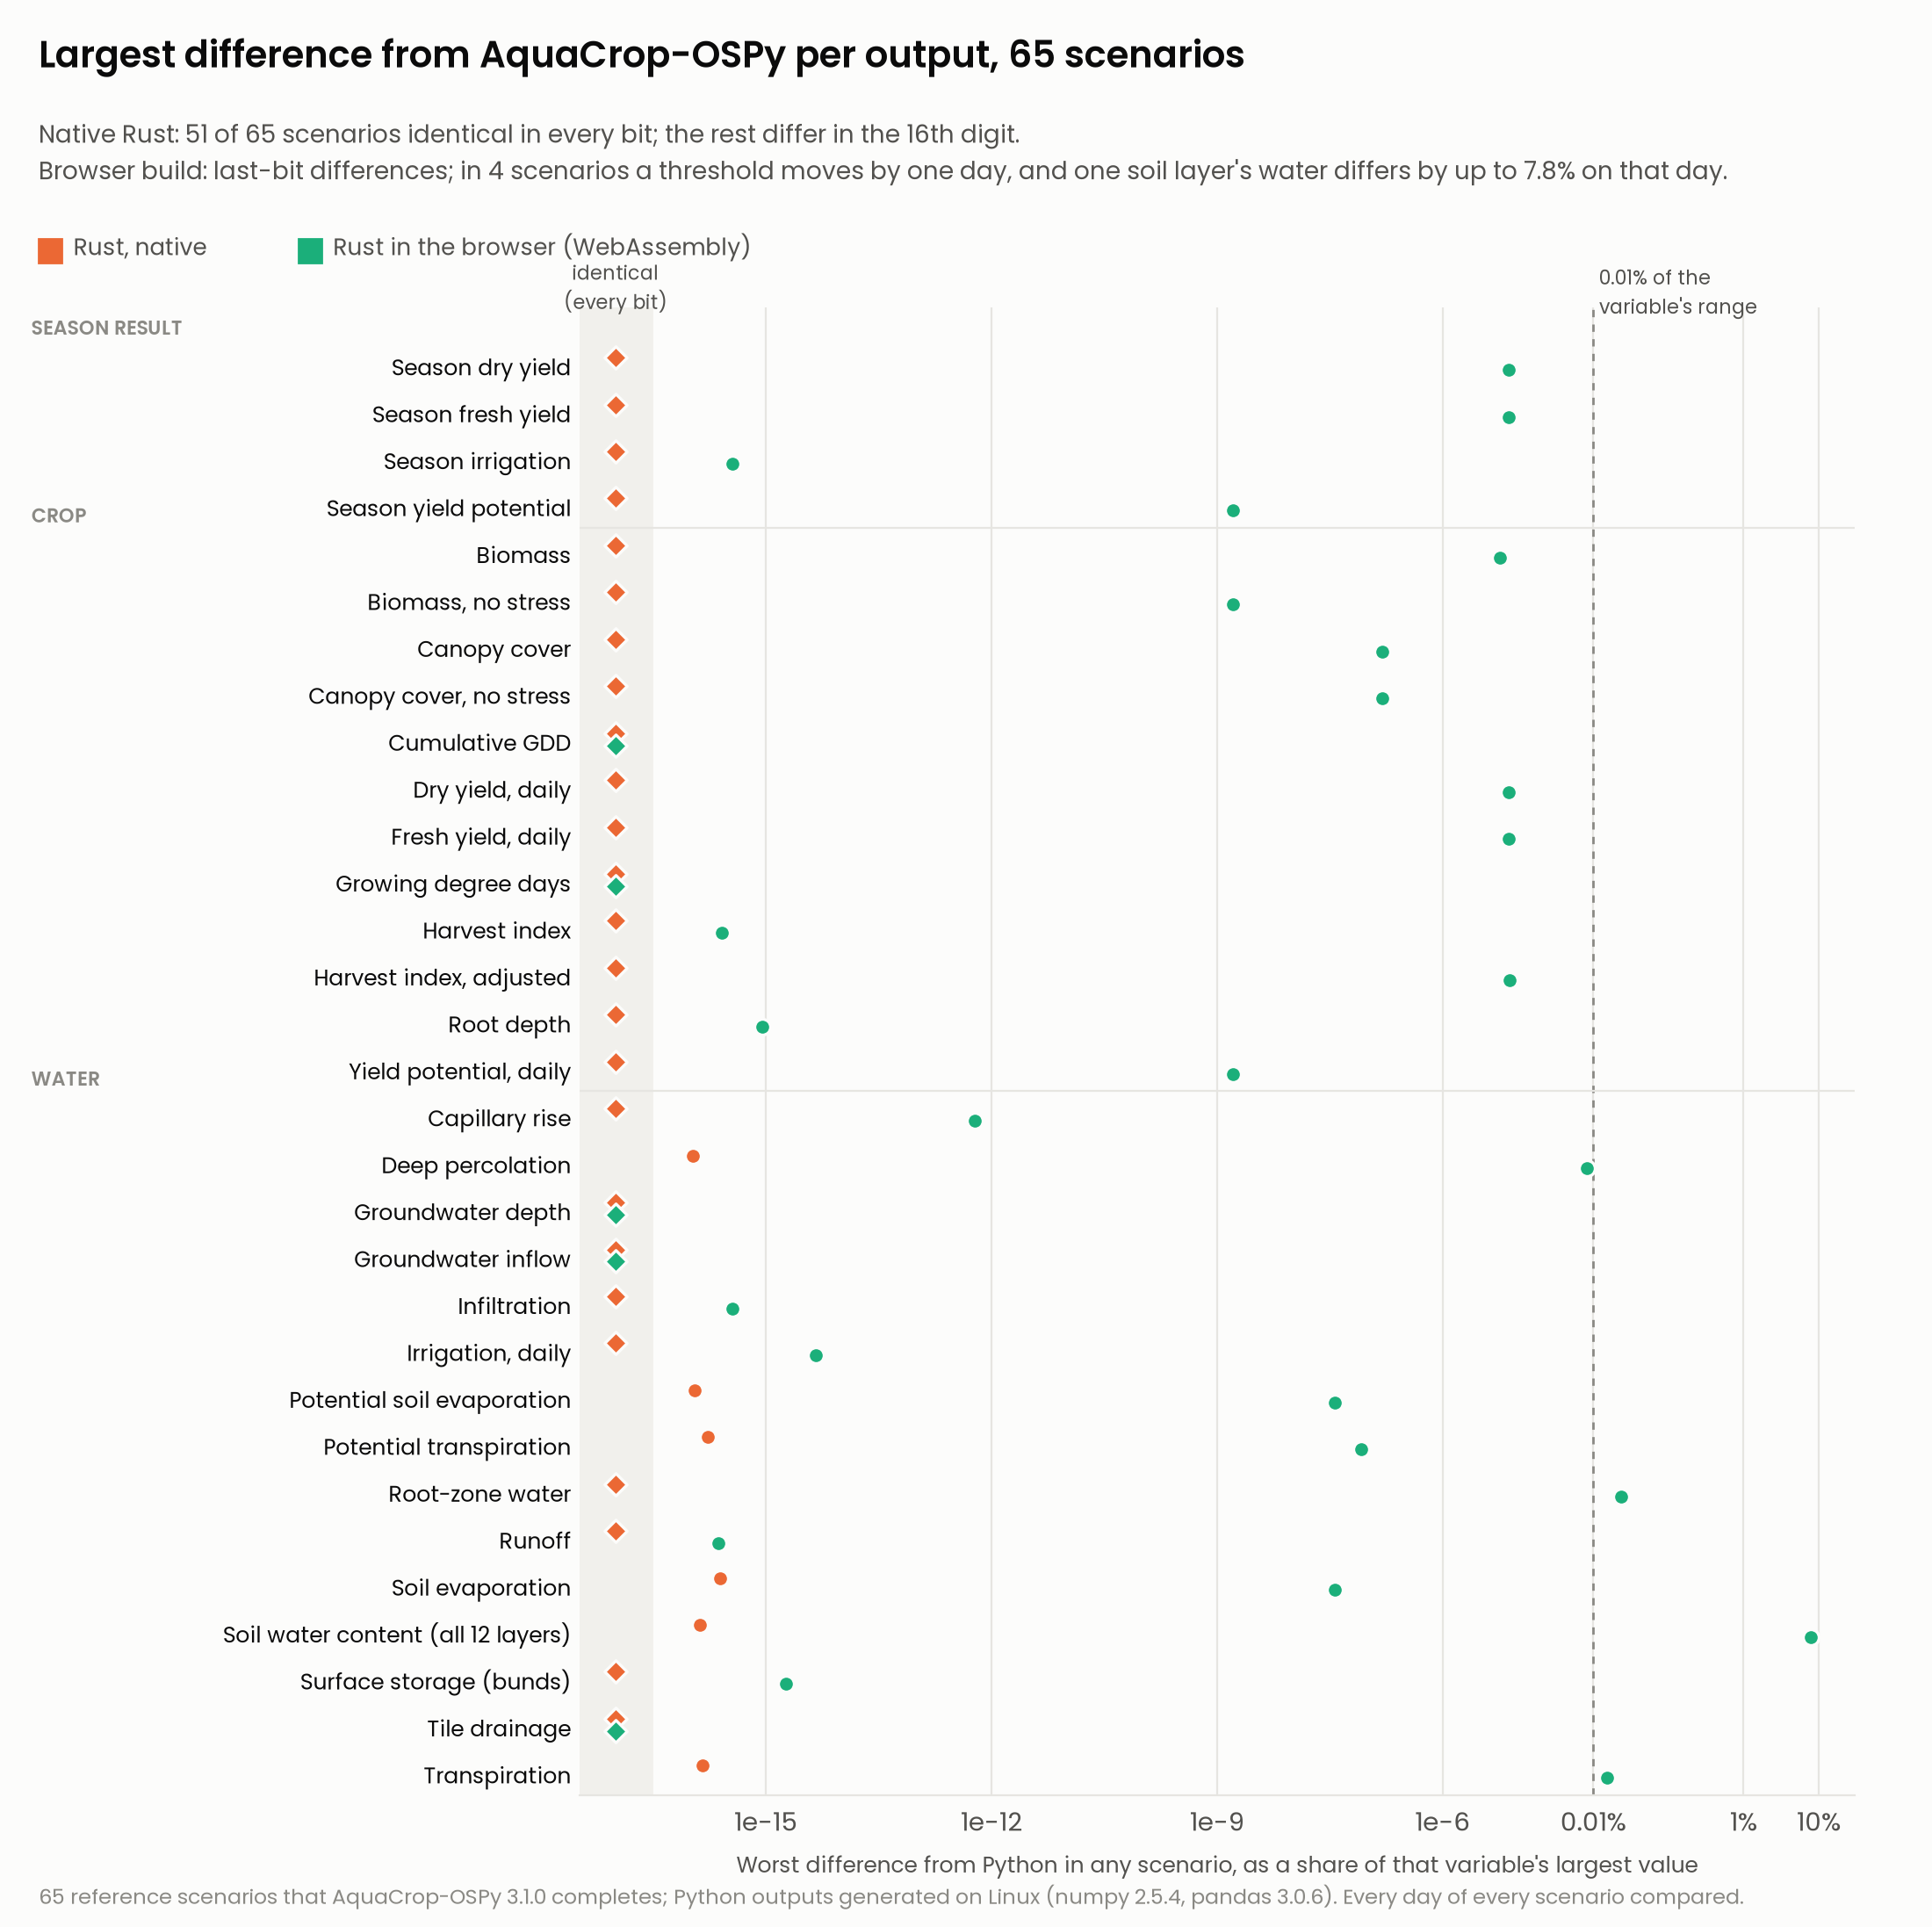 Largest difference from AquaCrop-OSPy per output, 65 scenarios
Native Rust: 51 of 65 scenarios identical in every bit; the rest differ in the 16th digit.
Browser build: last-bit differences; in 4 scenarios a threshold moves by one day, and one soil layer's water differs by up to 7.8% on that day.
Rust, native
Rust in the browser (WebAssembly)
identical
(every bit)
0.01% of the
variable's range
SEASON RESULT
Season dry yield
Season fresh yield
Season irrigation
Season yield potential
CROP
Biomass
Biomass, no stress
Canopy cover
Canopy cover, no stress
Cumulative GDD
Dry yield, daily
Fresh yield, daily
Growing degree days
Harvest index
Harvest index, adjusted
Root depth
Yield potential, daily
WATER
Capillary rise
Deep percolation
Groundwater depth
Groundwater inflow
Infiltration
Irrigation, daily
Potential soil evaporation
Potential transpiration
Root-zone water
Runoff
Soil evaporation
Soil water content (all 12 layers)
Surface storage (bunds)
Tile drainage
Transpiration
1e-15 1e-12 1e-9 1e-6 0.01% 1% 10%
Worst difference from Python in any scenario, as a share of that variable's largest value
65 reference scenarios that AquaCrop-OSPy 3.1.0 completes; Python outputs generated on Linux (numpy 2.5.4, pandas 3.0.6). Every day of every scenario compared.